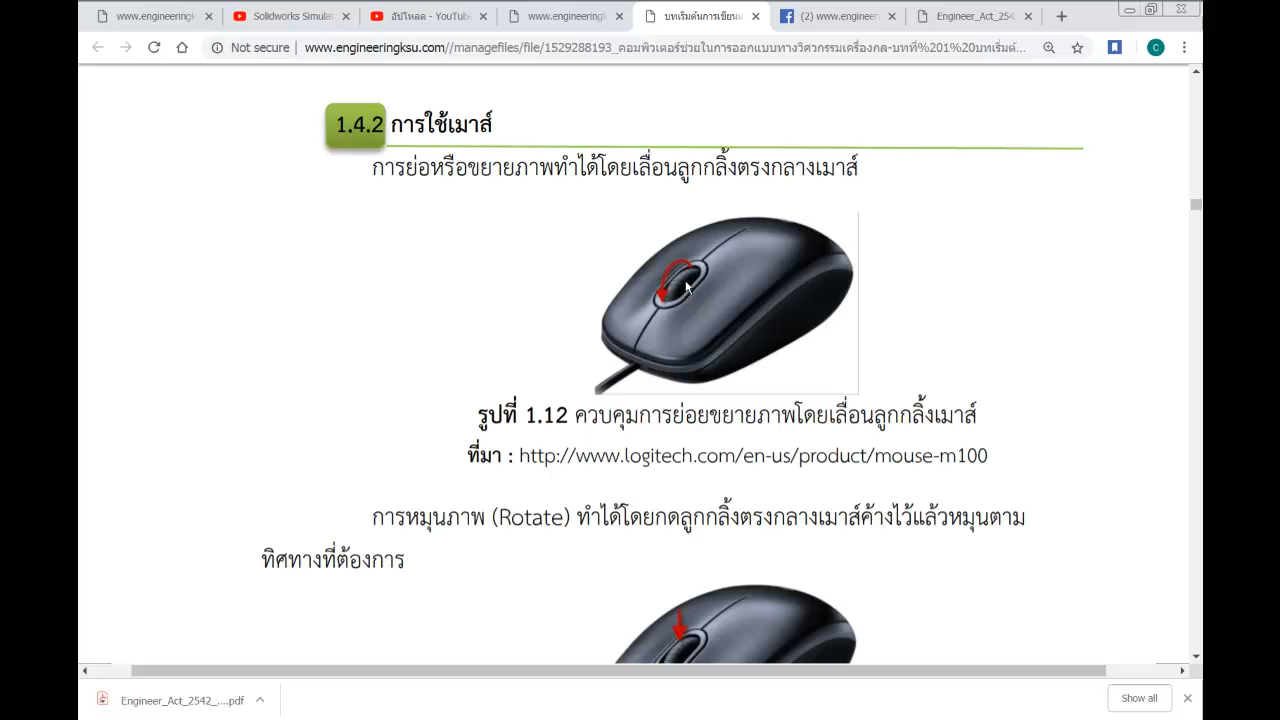 www.engineeringk
Solidworks Simulat
อัปโหลด - YouTub
www.engineering
บทเริ่มต้นการเขียนแ
(2) www.engineer
Engineer_Act_254
Not secure
www.engineeringksu.com//managefiles/file/1529288193_คอมพิวเตอร์ช่วยในการออกแบบทางวิศวกรรมเครื่องกล-บทที่%201%20บทเริ่มต้...
C
1.4.2 การใช้เมาส์
การย่อหรือขยายภาพทำได้โดยเลื่อนลูกกลิ้งตรงกลางเมาส์
รูปที่ 1.12 ควบคุมการย่อยขยายภาพโดยเลื่อนลูกกลิ้งเมาส์
ที่มา : http://www.logitech.com/en-us/product/mouse-m100
การหมุนภาพ (Rotate) ทำได้โดยกดลูกกลิ้งตรงกลางเมาส์ค้างไว้แล้วหมุนตาม
ทิศทางที่ต้องการ
Engineer_Act_2542_....pdf
Show all